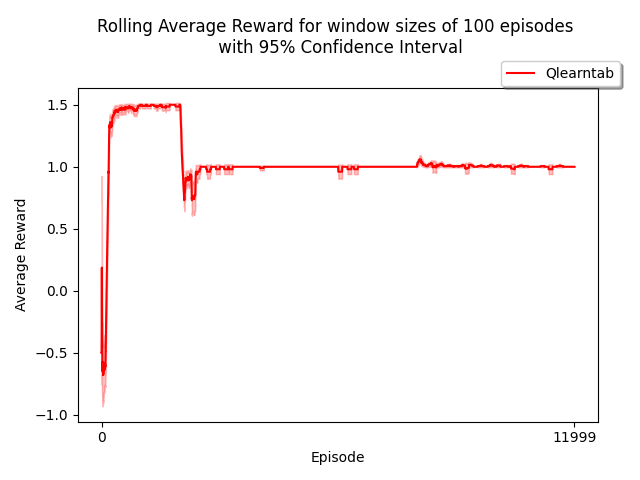 Rolling Average Reward for window sizes of 100 episodes
with 95% Confidence Interval
Qlearntab
1.5
1.0
0.5
0.0
−0.5
−1.0
Average Reward
0
11999
Episode